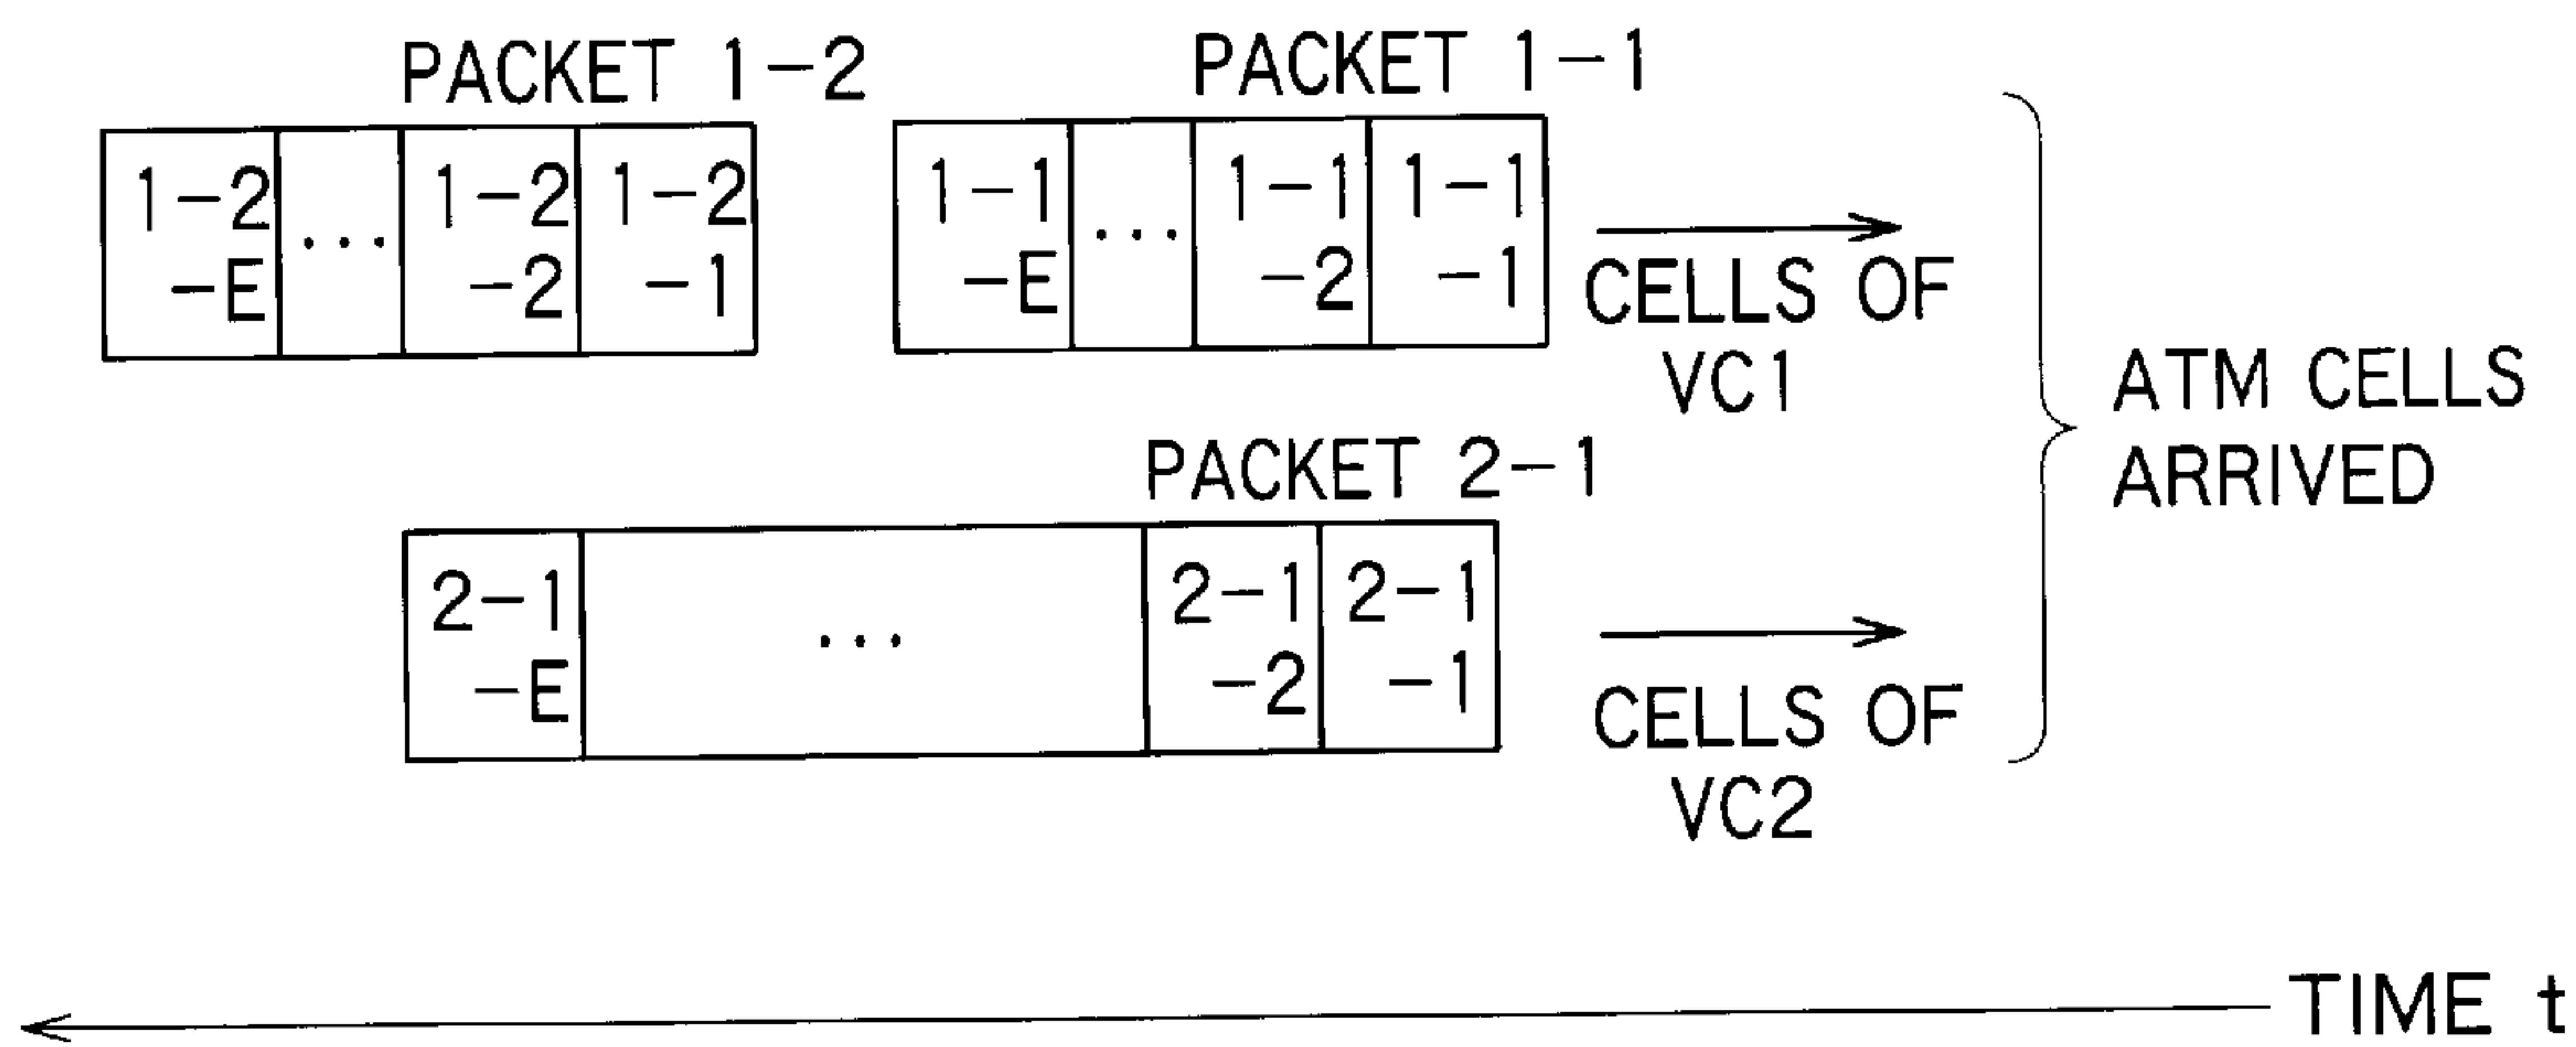 PACKET 1-2
PACKET 1-1
1-2 ... 1-2 1-2
-E -2 -1
1-1 ... 1-1 1-1
-E -2 -1
CELLS OF
VC1
ATM CELLS
ARRIVED
PACKET 2-1
2-1 ... 2-1 2-1
-E -2 -1
CELLS OF
VC2
TIME t